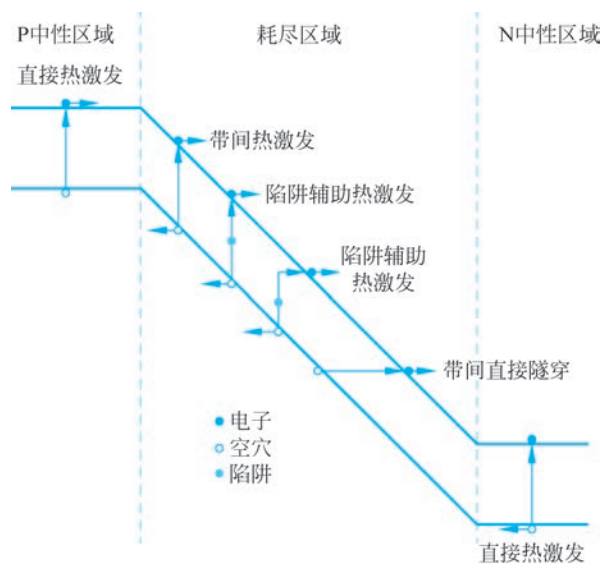 P中性区域
耗尽区域
N中性区域
直接热激发
带间热激发
陷阱辅助热激发
陷阱辅助
热激发
带间直接隧穿
电子
空穴
陷阱
直接热激发